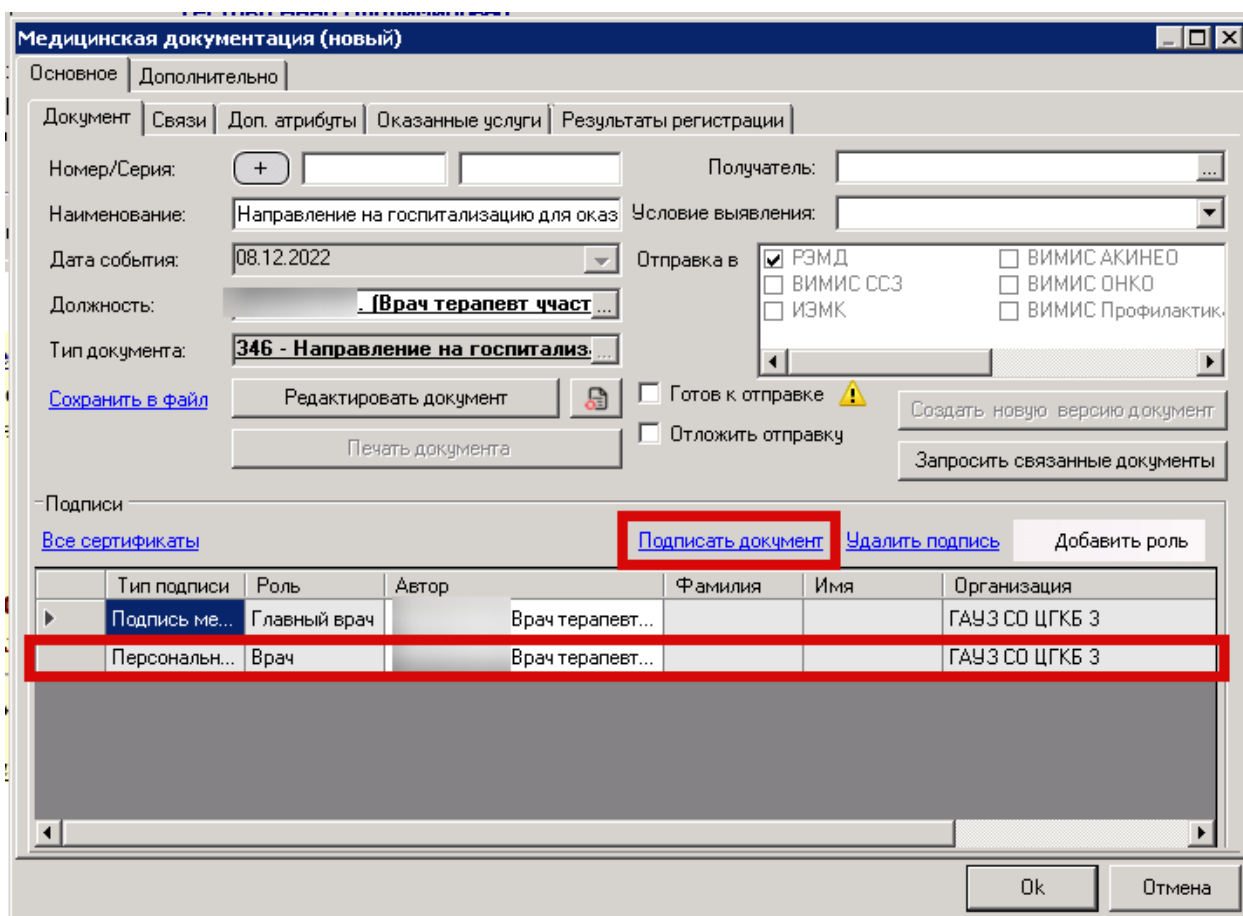 Медицинская документация (новый)
Основное Дополнительно
Документ Связи Доп. атрибуты Оказанные услуги Результаты регистрации
Номер/Серия: + Получатель: ...
Наименование: Направление на госпитализацию для оказ Условие выявления:
Дата события: 08.12.2022 Отправка в РЭМД ВИМИС АКИНЕО
ВИМИС ССЗ ВИМИС ОНКО
Должность: . (Врач терапевт участ ... ИЭМК ВИМИС Профилактик
Тип документа: 346 - Направление на госпитализ ...
Сохранить в файл Редактировать документ Готов к отправке Создать новую версию документ
Печать документа Отложить отправку Запросить связанные документы
Подписи
Все сертификаты Подписать документ Удалить подпись Добавить роль
Тип подписи Роль Автор Фамилия Имя Организация
Подпись ме... Главный врач Врач терапевт... ГАУЗ СО ЦГКБ 3
Персональн... Врач Врач терапевт... ГАУЗ СО ЦГКБ 3
Ok Отмена